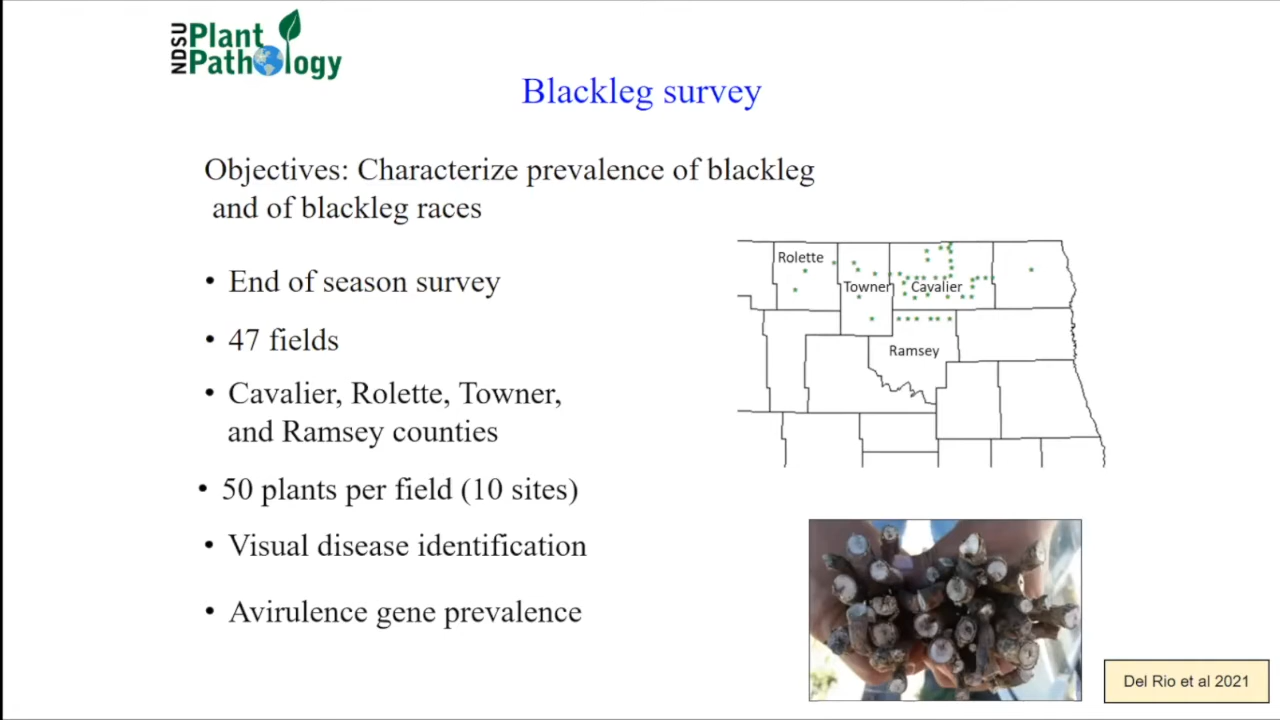 NDSU
Plant
Pathology
Blackleg survey
Objectives: Characterize prevalence of blackleg
and of blackleg races
• End of season survey
• 47 fields
• Cavalier, Rolette, Towner,
and Ramsey counties
• 50 plants per field (10 sites)
• Visual disease identification
• Avirulence gene prevalence
Rolette
Towner
Cavalier
Ramsey
Del Rio et al 2021